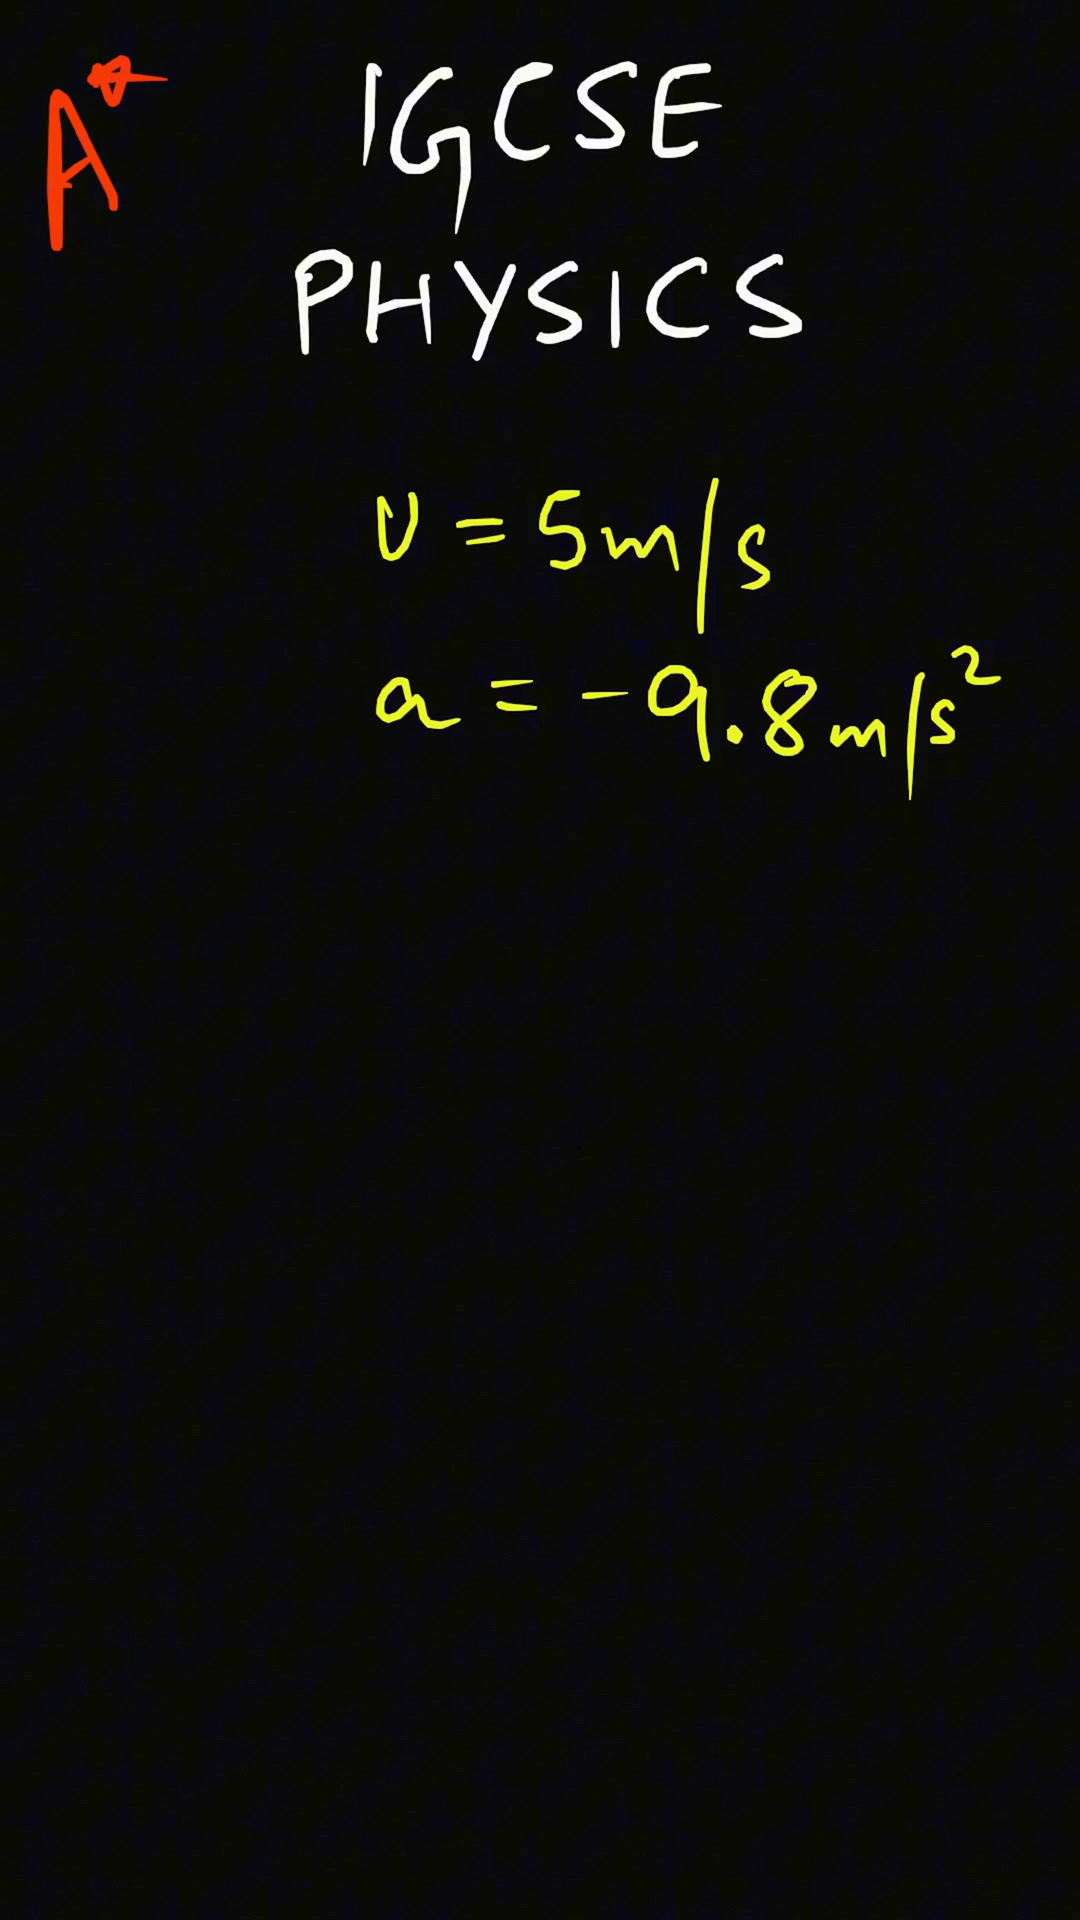 A*
IGCSE
PHYSICS
υ = 5m/s
a = -9.8m/s²